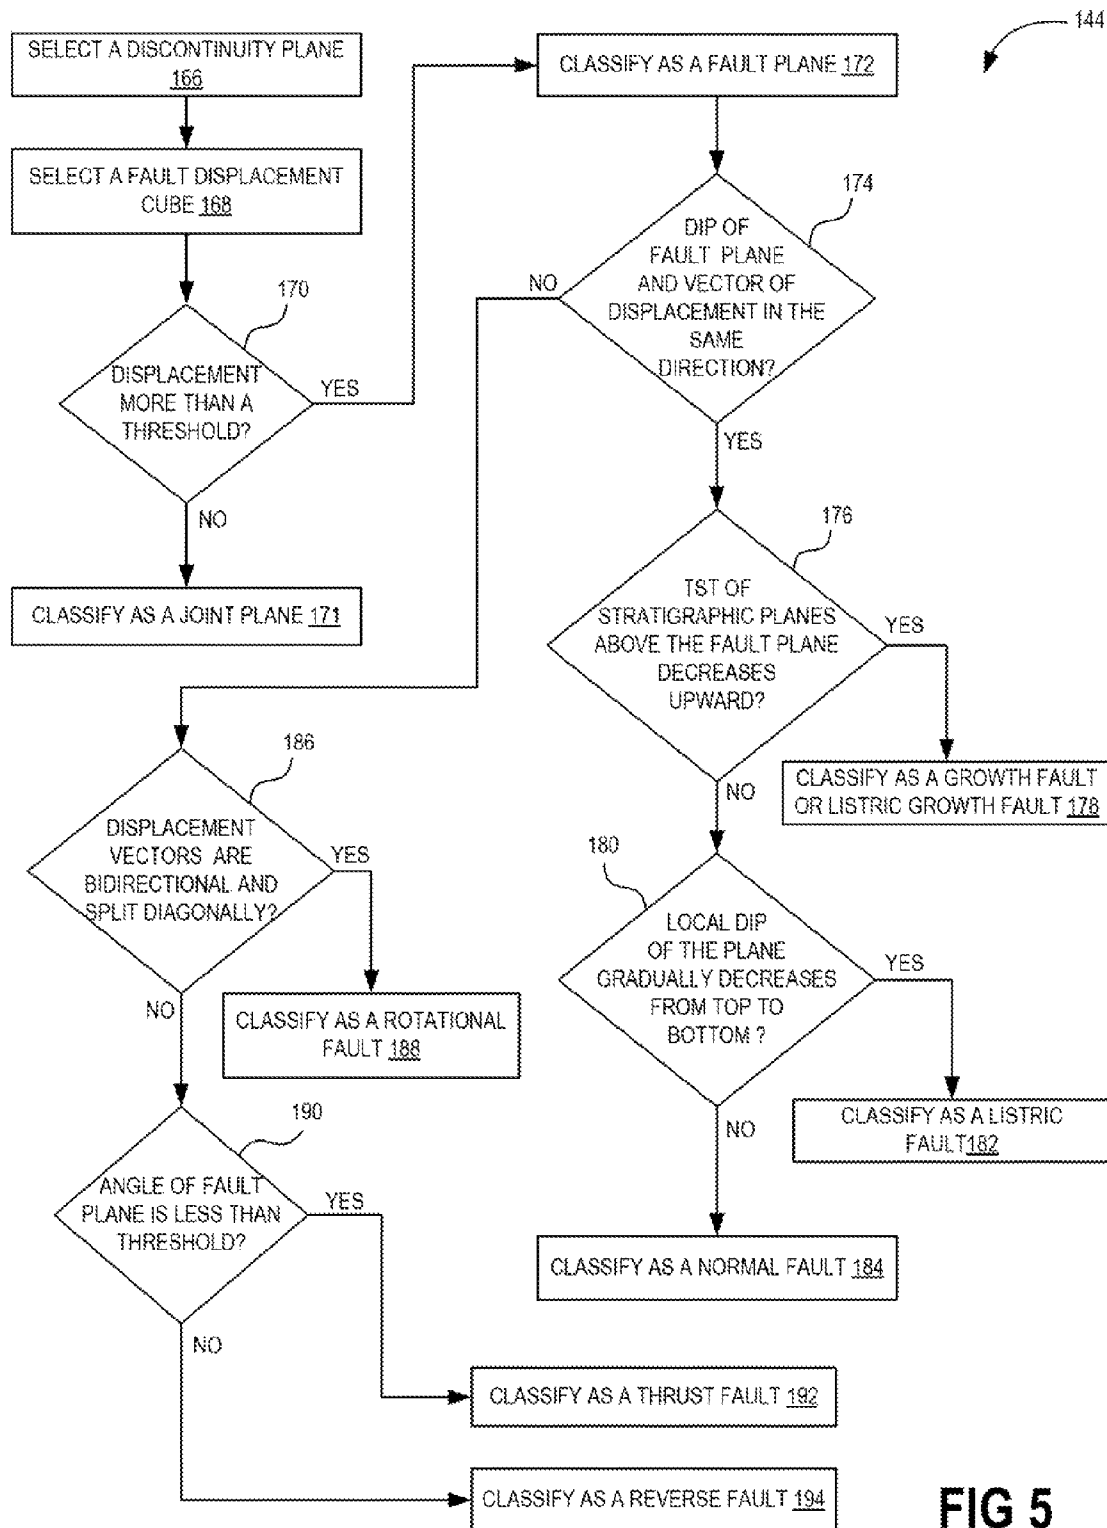 144
SELECT A DISCONTINUITY PLANE
166
SELECT A FAULT DISPLACEMENT
CUBE 168
170
DISPLACEMENT
MORE THAN A
THRESHOLD?
YES
NO
CLASSIFY AS A JOINT PLANE 171
CLASSIFY AS A FAULT PLANE 172
174
DIP OF
FAULT PLANE
AND VECTOR OF
DISPLACEMENT IN THE
SAME
DIRECTION?
NO
YES
176
TST OF
STRATIGRAPHIC PLANES
ABOVE THE FAULT PLANE
DECREASES
UPWARD?
YES
NO
CLASSIFY AS A GROWTH FAULT
OR LISTRIC GROWTH FAULT 178
180
LOCAL DIP
OF THE PLANE
GRADUALLY DECREASES
FROM TOP TO
BOTTOM ?
YES
NO
CLASSIFY AS A LISTRIC
FAULT182
CLASSIFY AS A NORMAL FAULT 184
186
DISPLACEMENT
VECTORS ARE
BIDIRECTIONAL AND
SPLIT DIAGONALLY?
YES
NO
CLASSIFY AS A ROTATIONAL
FAULT 188
190
ANGLE OF FAULT
PLANE IS LESS THAN
THRESHOLD?
YES
NO
CLASSIFY AS A THRUST FAULT 192
CLASSIFY AS A REVERSE FAULT 194
FIG 5